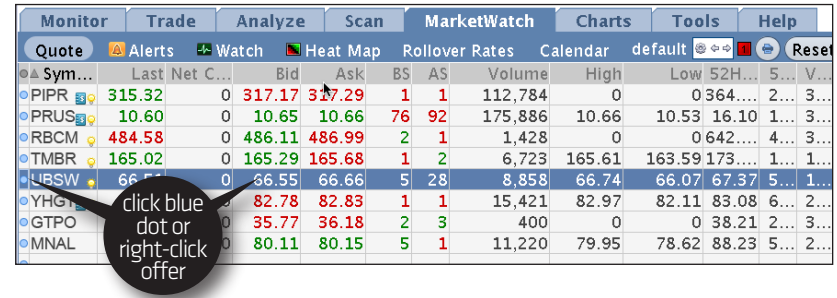 Monitor Trade Analyze Scan MarketWatch Charts Tools Help
Quote Alerts Watch Heat Map Rollover Rates Calendar default 1 Reset
Sym... Last Net C... Bid Ask BS AS Volume High Low 52H... 5... V...
PIPR 315.32 0 317.17 317.29 1 1 112,784 0 0 364.... 2... 3...
PRUS 10.60 0 10.65 10.66 76 92 175,886 10.66 10.53 16.10 1... 3...
RBCM 484.58 0 486.11 486.99 2 1 1,428 0 0 642.... 4... 3...
TMBR 165.02 0 165.29 165.68 1 2 6,723 165.61 163.59 173.... 1... 1...
UBSW 66.55 66.66 5 28 8,858 66.74 66.07 67.37 5... 1...
82.78 82.83 1 1 15,421 82.97 82.11 83.08 6... 2...
GTPO 0 35.77 36.18 2 3 400 0 0 38.21 2... 3...
MNAL 0 80.11 80.15 5 1 11,220 79.95 78.62 88.23 5... 2...
click blue
dot or
right-click
offer